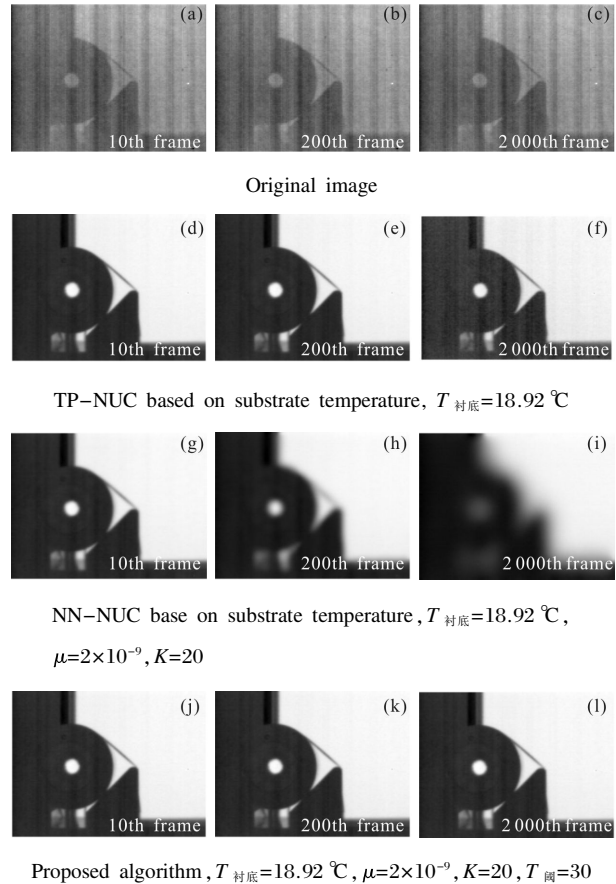 (a) (b) (c)
10th frame 200th frame 2 000th frame
Original image
(d) (e) (f)
10th frame 200th frame 2 000th frame
TP-NUC based on substrate temperature, T 衬底=18.92 ℃
(g) (h) (i)
10th frame 200th frame 2 000th frame
NN-NUC base on substrate temperature, T 衬底=18.92 ℃,
μ=2×10⁻⁹, K=20
(j) (k) (l)
10th frame 200th frame 2 000th frame
Proposed algorithm, T 衬底=18.92 ℃, μ=2×10⁻⁹, K=20, T 阈=30